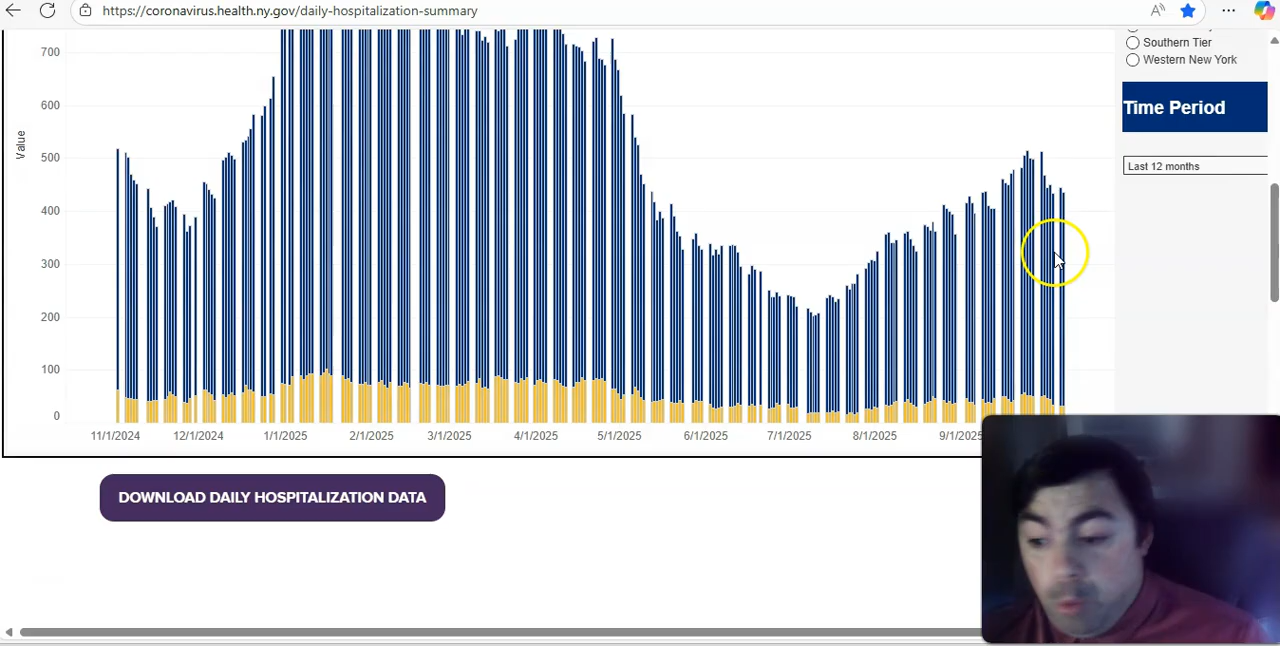 https://coronavirus.health.ny.gov/daily-hospitalization-summary
Southern Tier
Western New York
Time Period
Last 12 months
Value
700
600
500
400
300
200
100
0
11/1/2024 12/1/2024 1/1/2025 2/1/2025 3/1/2025 4/1/2025 5/1/2025 6/1/2025 7/1/2025 8/1/2025 9/1/2025
DOWNLOAD DAILY HOSPITALIZATION DATA